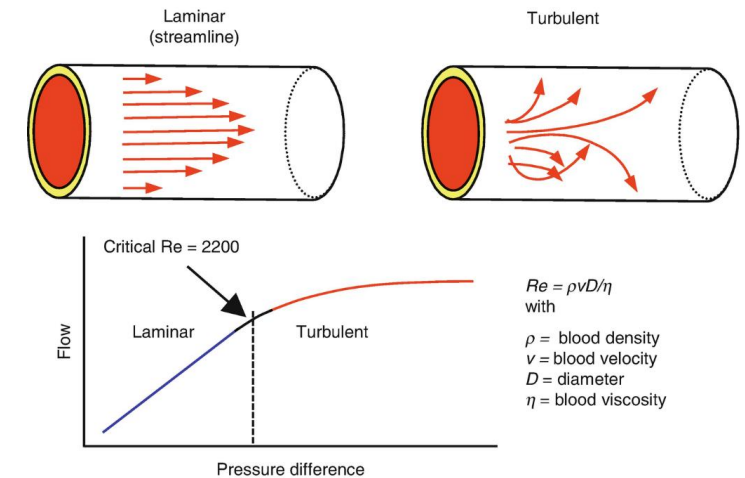 Laminar
(streamline)
Turbulent
Critical Re = 2200
Laminar
Turbulent
Flow
Pressure difference
Re = ρvD/η
with
ρ = blood density
v = blood velocity
D = diameter
η = blood viscosity